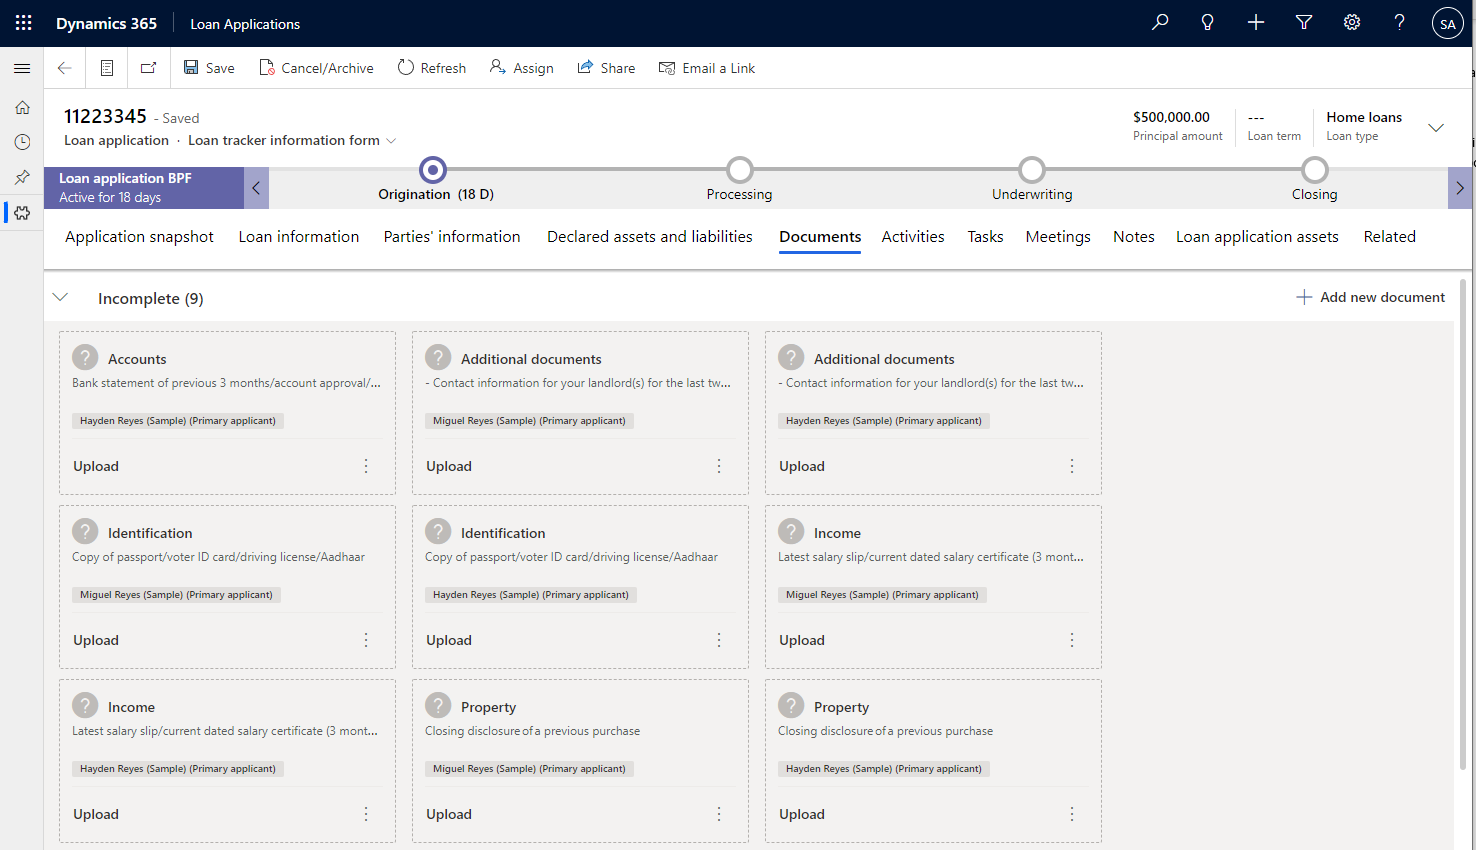 Dynamics 365 Loan Applications SA
Save Cancel/Archive Refresh Assign Share Email a Link
11223345 - Saved
Loan application · Loan tracker information form
$500,000.00 --- Home loans
Principal amount Loan term Loan type
Loan application BPF
Active for 18 days
Origination (18 D) Processing Underwriting Closing
Application snapshot Loan information Parties' information Declared assets and liabilities Documents Activities Tasks Meetings Notes Loan application assets Related
Incomplete (9) Add new document
Accounts
Bank statement of previous 3 months/account approval/...
Hayden Reyes (Sample) (Primary applicant)
Upload
Additional documents
- Contact information for your landlord(s) for the last tw...
Miguel Reyes (Sample) (Primary applicant)
Upload
Additional documents
- Contact information for your landlord(s) for the last tw...
Hayden Reyes (Sample) (Primary applicant)
Upload
Identification
Copy of passport/voter ID card/driving license/Aadhaar
Miguel Reyes (Sample) (Primary applicant)
Upload
Identification
Copy of passport/voter ID card/driving license/Aadhaar
Hayden Reyes (Sample) (Primary applicant)
Upload
Income
Latest salary slip/current dated salary certificate (3 mont...
Miguel Reyes (Sample) (Primary applicant)
Upload
Income
Latest salary slip/current dated salary certificate (3 mont...
Hayden Reyes (Sample) (Primary applicant)
Upload
Property
Closing disclosure of a previous purchase
Miguel Reyes (Sample) (Primary applicant)
Upload
Property
Closing disclosure of a previous purchase
Hayden Reyes (Sample) (Primary applicant)
Upload